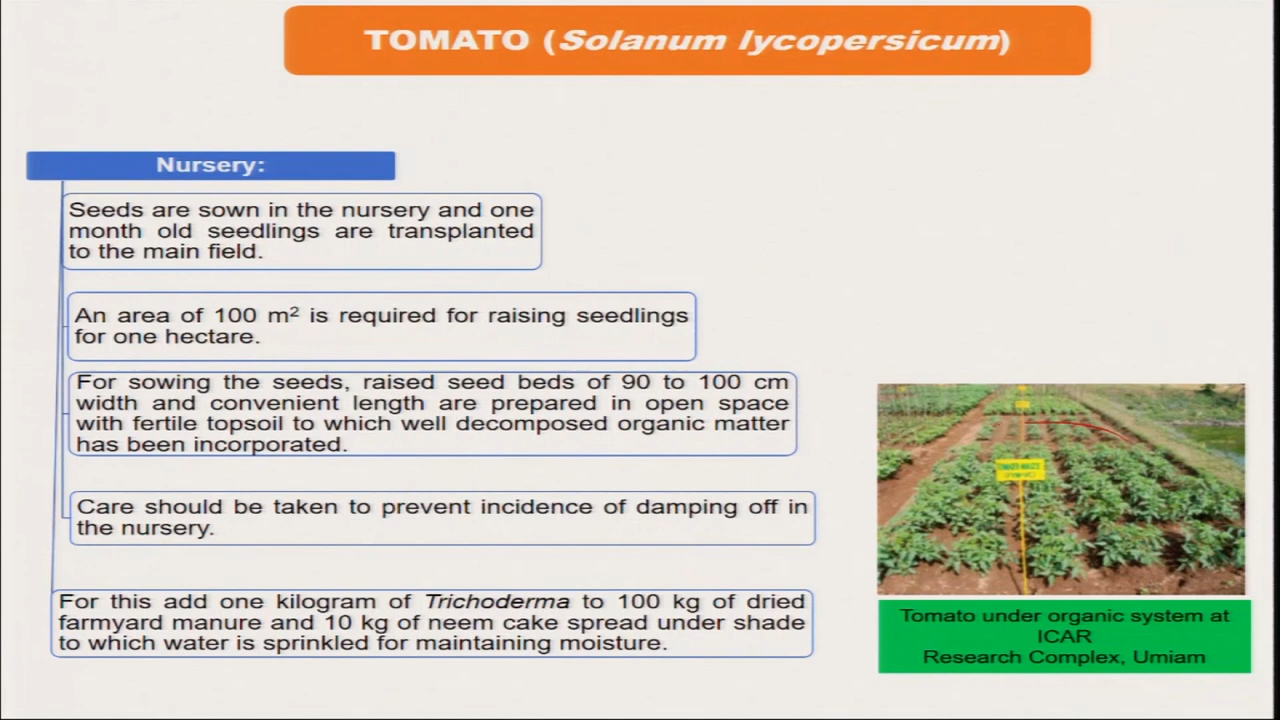 TOMATO (Solanum lycopersicum)
Nursery:
Seeds are sown in the nursery and one
month old seedlings are transplanted
to the main field.
An area of 100 m² is required for raising seedlings
for one hectare.
For sowing the seeds, raised seed beds of 90 to 100 cm
width and convenient length are prepared in open space
with fertile topsoil to which well decomposed organic matter
has been incorporated.
Care should be taken to prevent incidence of damping off in
the nursery.
For this add one kilogram of Trichoderma to 100 kg of dried
farmyard manure and 10 kg of neem cake spread under shade
to which water is sprinkled for maintaining moisture.
Tomato under organic system at
ICAR
Research Complex, Umiam